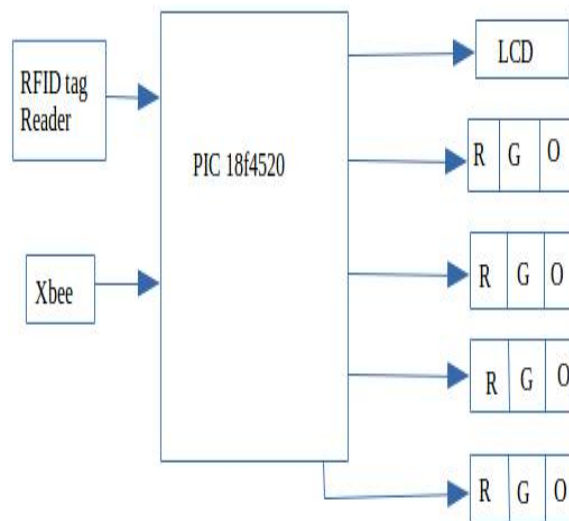 RFID tag
Reader
PIC 18f4520
Xbee
LCD
R G O
R G O
R G O
R G O